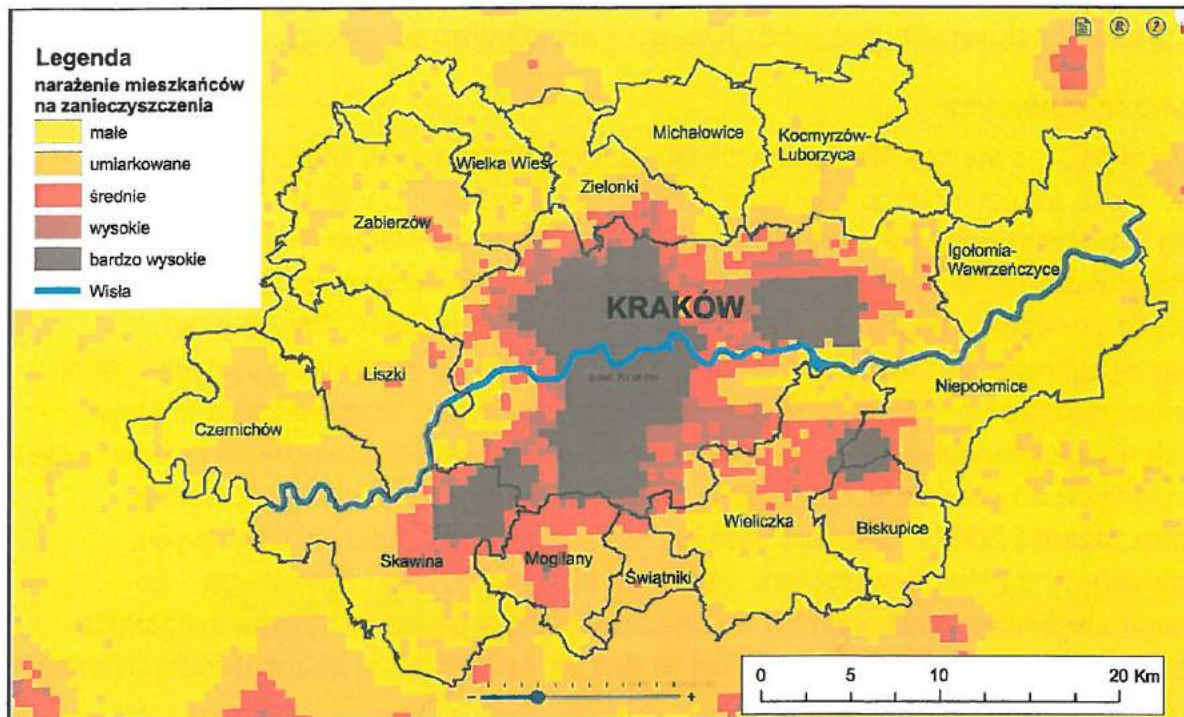 Legenda
narażenie mieszkańców
na zanieczyszczenia
małe
umiarkowane
średnie
wysokie
bardzo wysokie
Wisła
Michałowice
Kocmyrzów-
Luborzyca
Wielka Wieś
Zielonki
Zabierzów
Igołomia-
Wawrzeńczyce
KRAKÓW
Liszki
Niepołomice
Czernichów
Wieliczka
Biskupice
Skawina
Mogilany
Świątniki
0 5 10 20 Km
- +
R
?